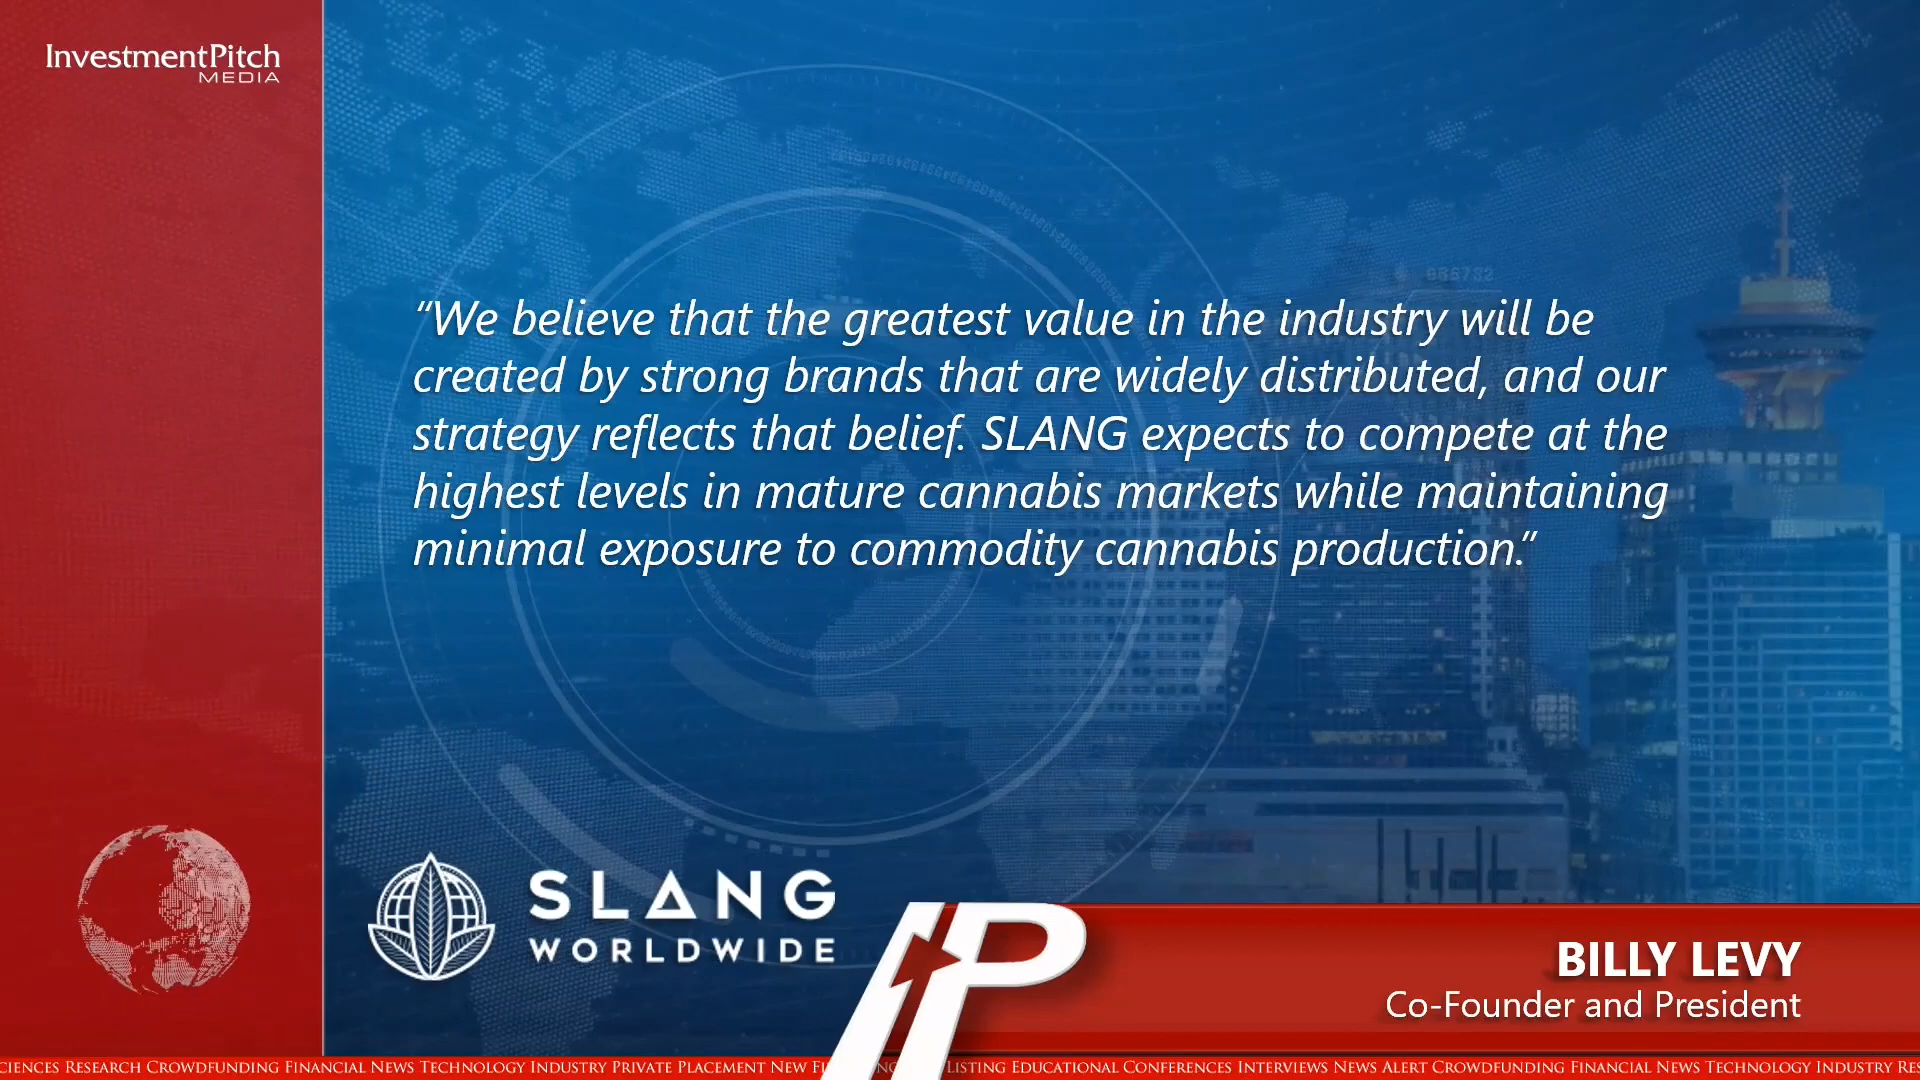 InvestmentPitch
MEDIA
“We believe that the greatest value in the industry will be
created by strong brands that are widely distributed, and our
strategy reflects that belief. SLANG expects to compete at the
highest levels in mature cannabis markets while maintaining
minimal exposure to commodity cannabis production.”
SLANG
WORLDWIDE
IP
BILLY LEVY
Co-Founder and President
RESEARCH CROWDFUNDING FINANCIAL NEWS TECHNOLOGY INDUSTRY PRIVATE PLACEMENT NEW LISTING EDUCATIONAL CONFERENCES INTERVIEWS NEWS ALERT CROWDFUNDING FINANCIAL NEWS TECHNOLOGY INDUSTRY